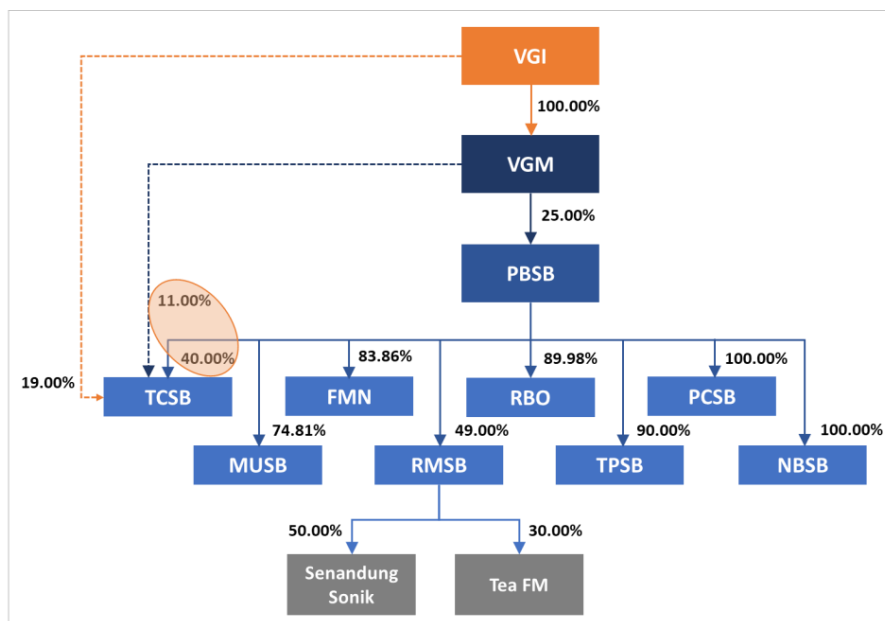 VGI
100.00%
VGM
25.00%
PBSB
11.00%
40.00%
83.86%
89.98%
100.00%
19.00%
TCSB
FMN
RBO
PCSB
74.81%
49.00%
90.00%
100.00%
MUSB
RMSB
TPSB
NBSB
50.00%
30.00%
Senandung
Sonik
Tea FM